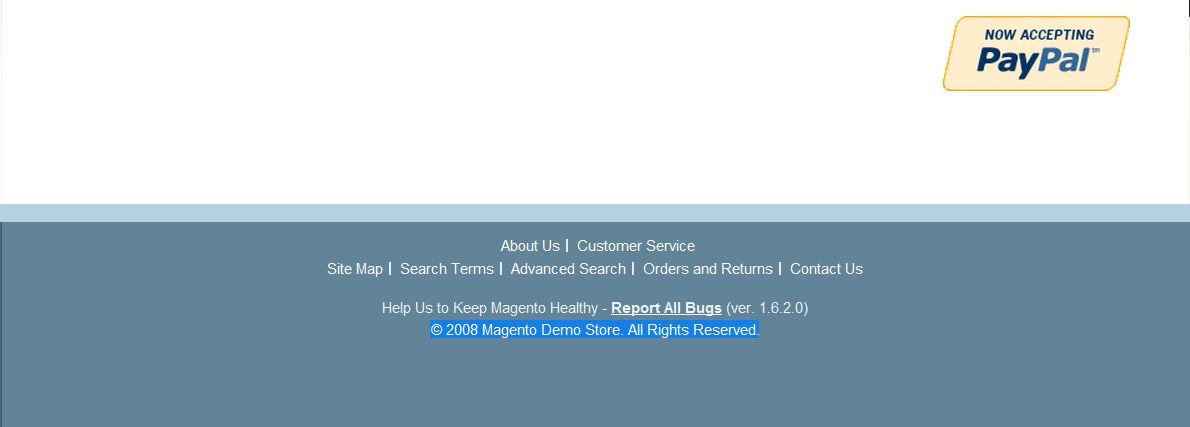 NOW ACCEPTING
PayPal™
About Us | Customer Service
Site Map | Search Terms | Advanced Search | Orders and Returns | Contact Us
Help Us to Keep Magento Healthy - Report All Bugs (ver. 1.6.2.0)
© 2008 Magento Demo Store. All Rights Reserved.